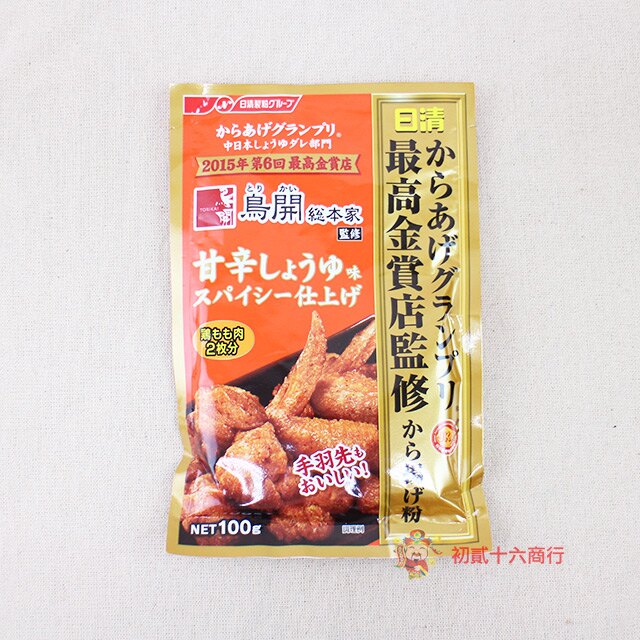 日清製粉グループ
からあげグランプリ®
中日本しょうゆダレ部門
2015年 第6回 最高金賞店
TORIKAI
とり かい
鳥開総本家
監修
甘辛しょうゆ味
スパイシー仕上げ
鶏もも肉
2枚分
手羽先も
おいしい!
NET100g
調理例
日清
からあげグランプリ®
最高金賞店監修
から揚げ粉
初貳十六商行